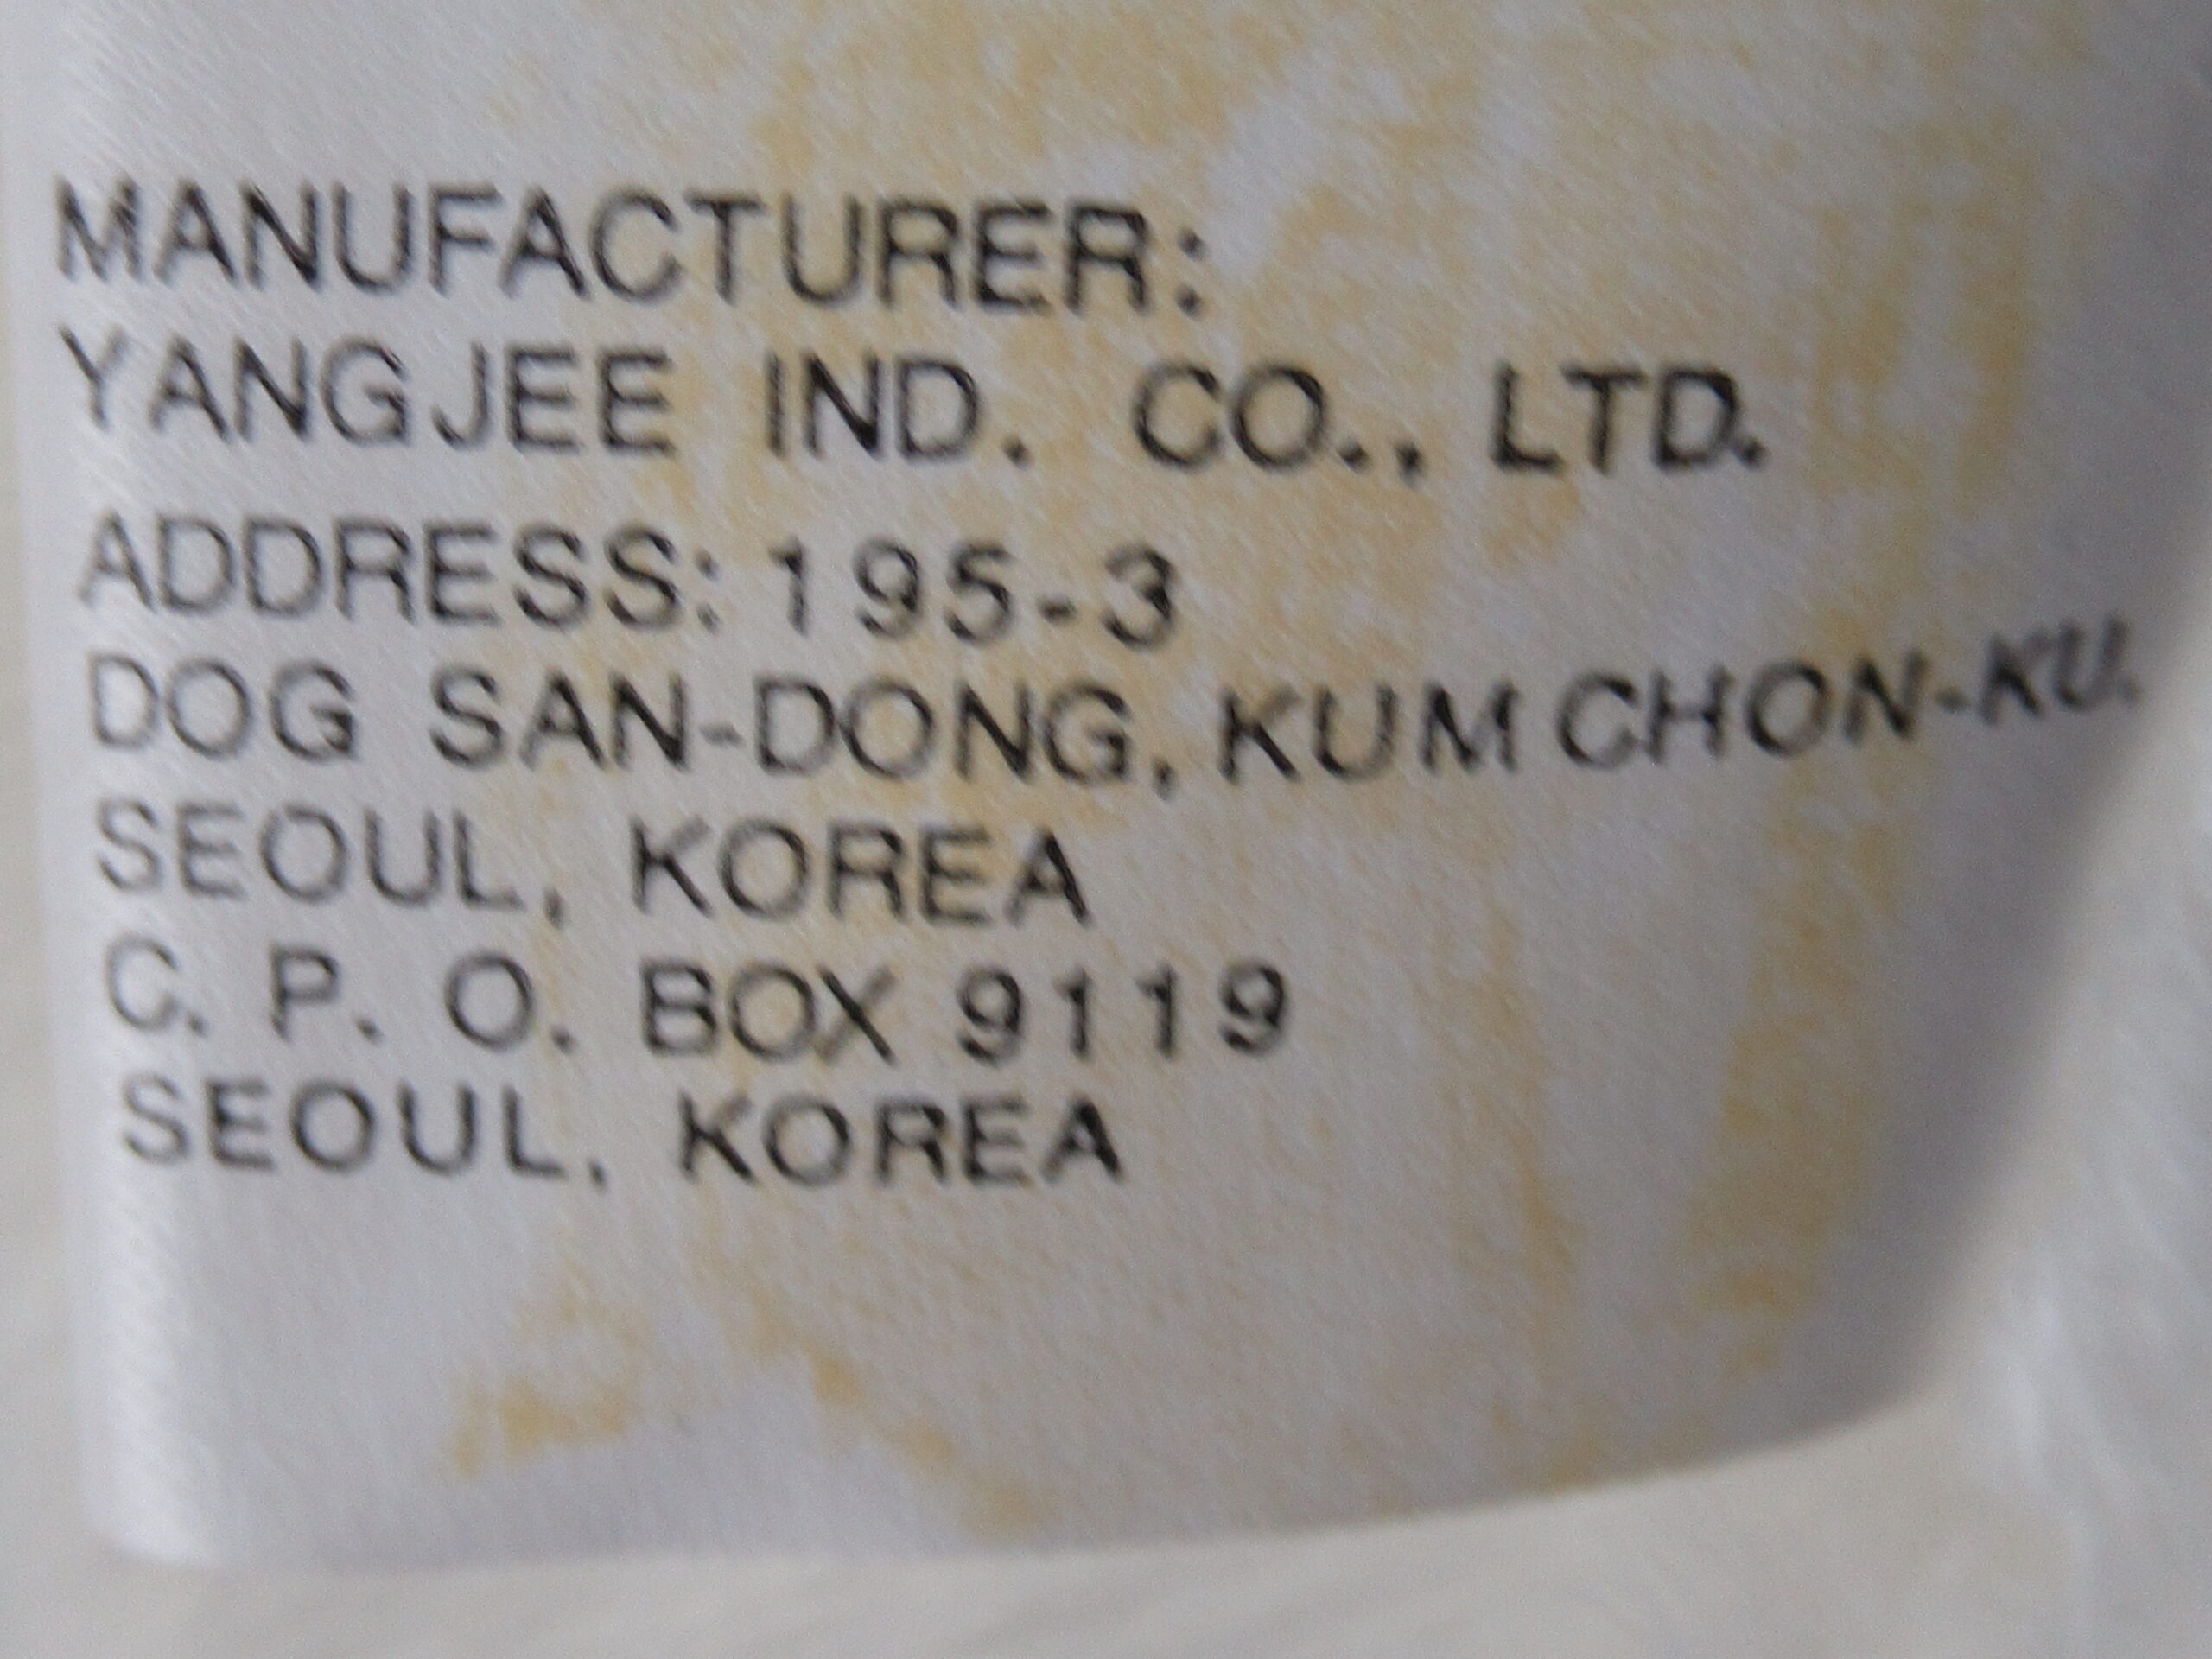 MANUFACTURER:
YANGJEE IND. CO., LTD.
ADDRESS: 195-3
DOG SAN-DONG, KUM CHON-KU.
SEOUL, KOREA
C. P. O. BOX 9119
SEOUL, KOREA